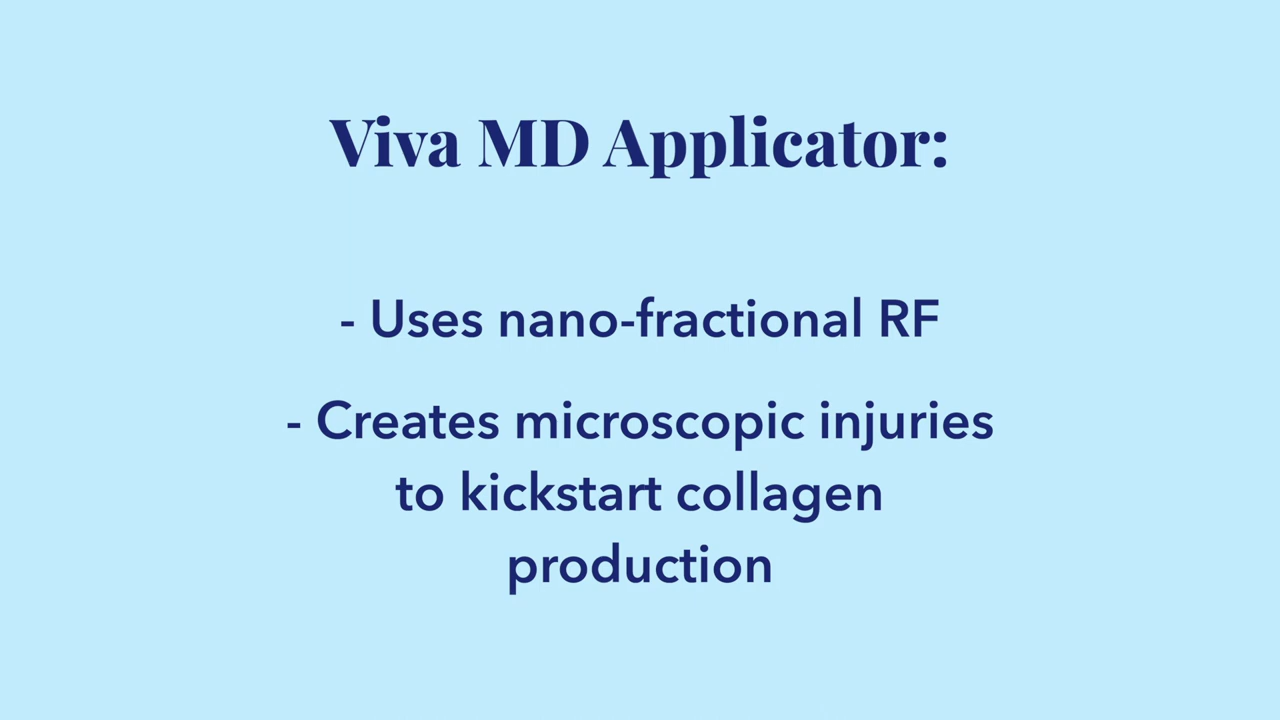 Viva MD Applicator:
- Uses nano-fractional RF
- Creates microscopic injuries
to kickstart collagen
production